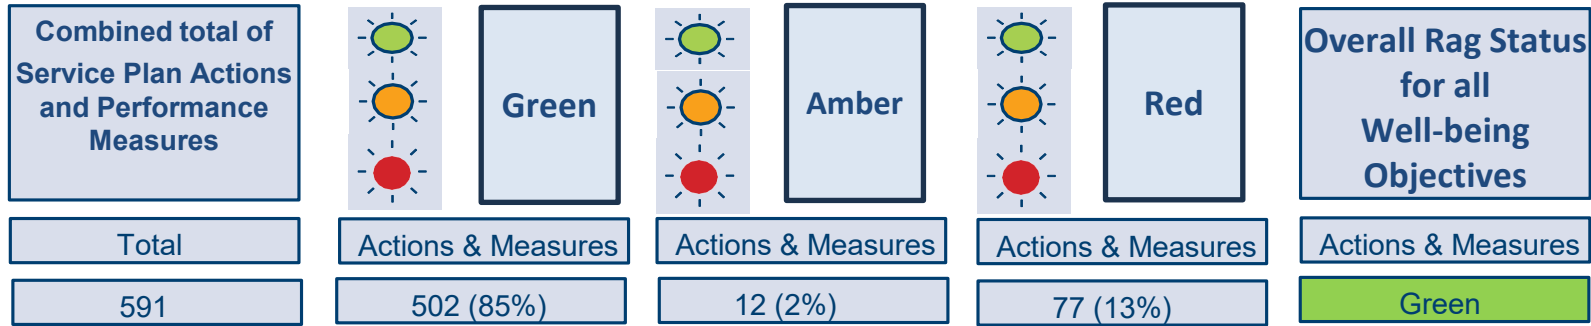 Combined total of
Service Plan Actions
and Performance
Measures
Green
Amber
Red
Overall Rag Status
for all
Well-being
Objectives
Total
Actions & Measures
Actions & Measures
Actions & Measures
Actions & Measures
591
502 (85%)
12 (2%)
77 (13%)
Green